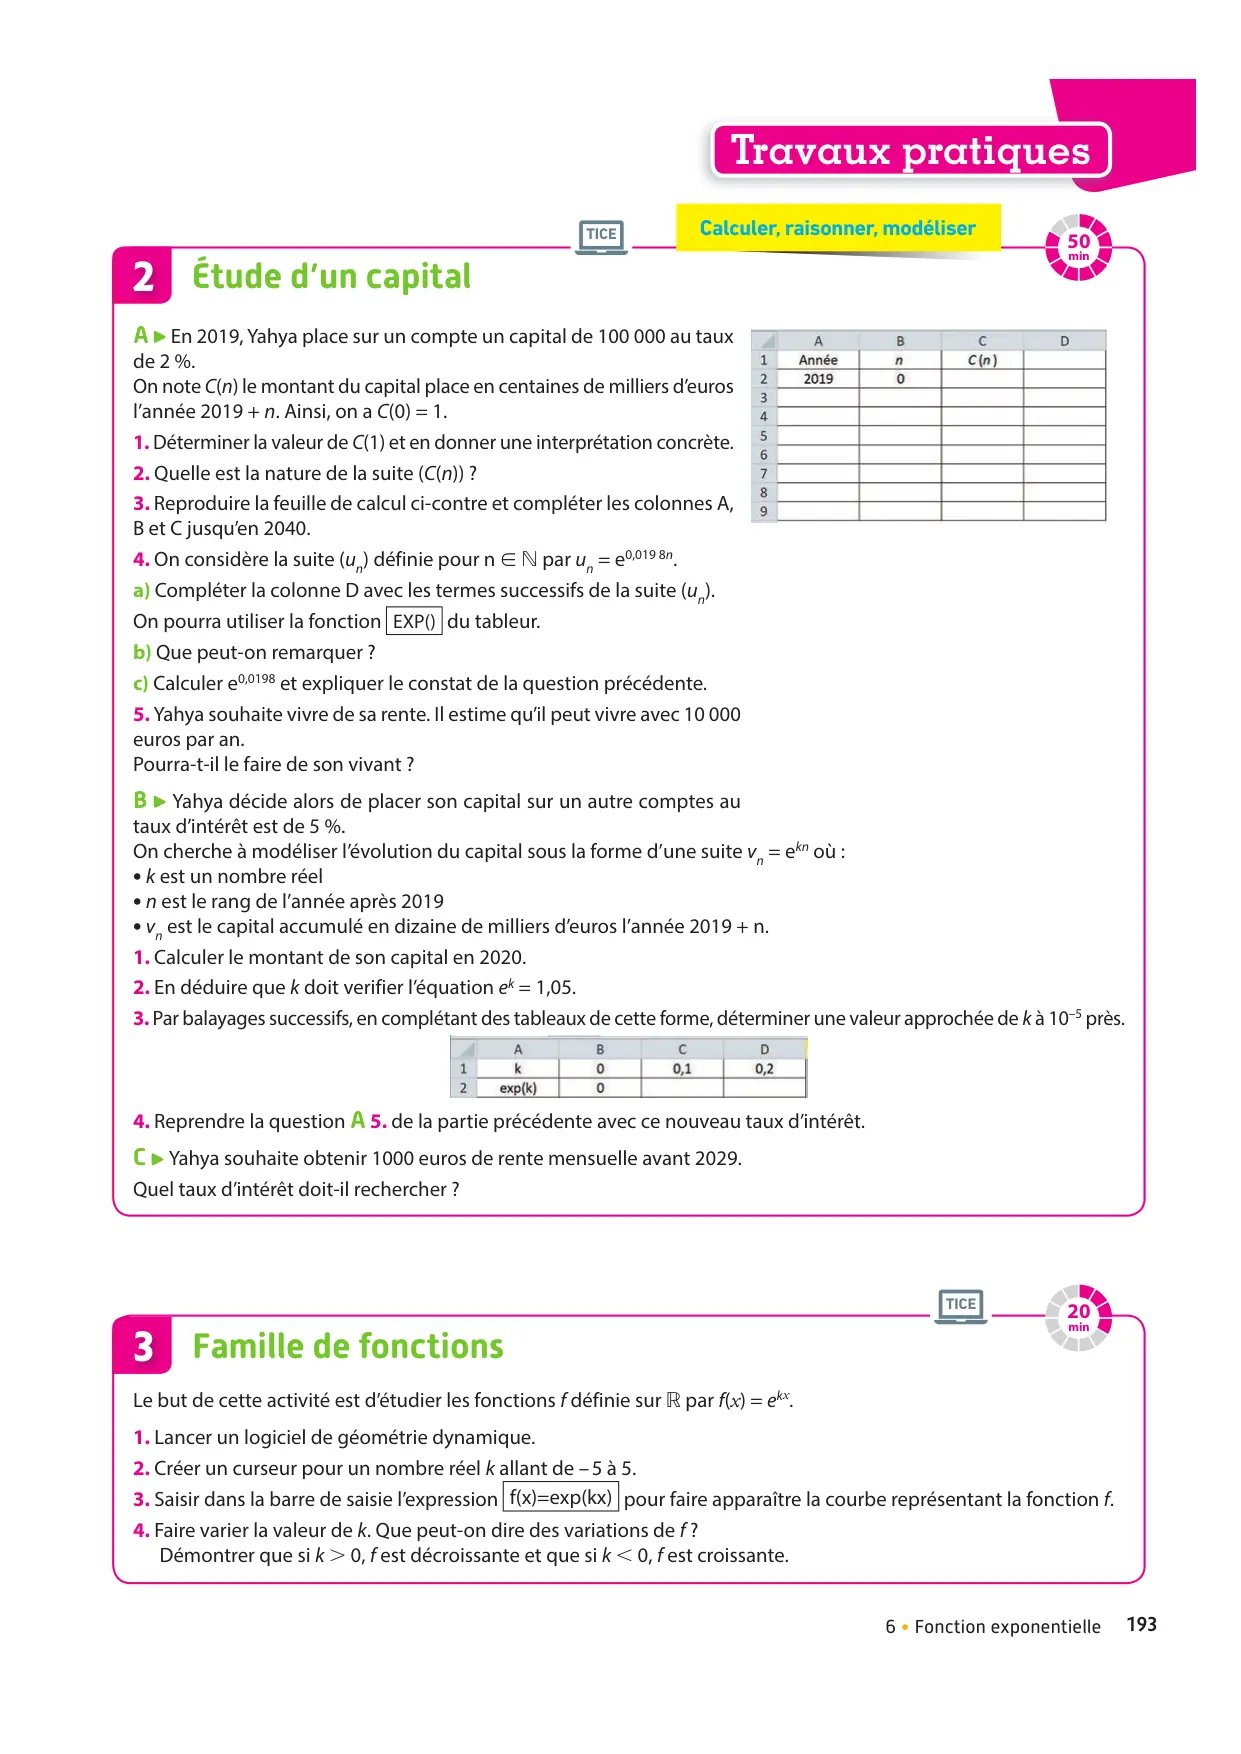 Travaux pratiques
TICE
Calculer, raisonner, modéliser
50 min
2 Étude d'un capital
A ▶ En 2019, Yahya place sur un compte un capital de 100 000 au taux
de 2 %.
On note C(n) le montant du capital place en centaines de milliers d'euros
l'année 2019 + n. Ainsi, on a C(0) = 1.
1. Déterminer la valeur de C(1) et en donner une interprétation concrète.
2. Quelle est la nature de la suite (C(n)) ?
3. Reproduire la feuille de calcul ci-contre et compléter les colonnes A,
B et C jusqu'en 2040.
A B C D
1 Année n C(n)
2 2019 0
3
4
5
6
7
8
9
4. On considère la suite (uₙ) définie pour n ∈ ℕ par uₙ = e^0,019 8n.
a) Compléter la colonne D avec les termes successifs de la suite (uₙ).
On pourra utiliser la fonction EXP() du tableur.
b) Que peut-on remarquer ?
c) Calculer e^0,0198 et expliquer le constat de la question précédente.
5. Yahya souhaite vivre de sa rente. Il estime qu'il peut vivre avec 10 000
euros par an.
Pourra-t-il le faire de son vivant ?
B ▶ Yahya décide alors de placer son capital sur un autre comptes au
taux d'intérêt est de 5 %.
On cherche à modéliser l'évolution du capital sous la forme d'une suite vₙ = e^kn où :
• k est un nombre réel
• n est le rang de l'année après 2019
• vₙ est le capital accumulé en dizaine de milliers d'euros l'année 2019 + n.
1. Calculer le montant de son capital en 2020.
2. En déduire que k doit verifier l'équation e^k = 1,05.
3. Par balayages successifs, en complétant des tableaux de cette forme, déterminer une valeur approchée de k à 10⁻⁵ près.
A B C D
1 k 0 0,1 0,2
2 exp(k) 0
4. Reprendre la question A 5. de la partie précédente avec ce nouveau taux d'intérêt.
C ▶ Yahya souhaite obtenir 1000 euros de rente mensuelle avant 2029.
Quel taux d'intérêt doit-il rechercher ?
TICE
20 min
3 Famille de fonctions
Le but de cette activité est d'étudier les fonctions f définie sur ℝ par f(x) = e^kx.
1. Lancer un logiciel de géométrie dynamique.
2. Créer un curseur pour un nombre réel k allant de – 5 à 5.
3. Saisir dans la barre de saisie l'expression f(x)=exp(kx) pour faire apparaître la courbe représentant la fonction f.
4. Faire varier la valeur de k. Que peut-on dire des variations de f ?
Démontrer que si k > 0, f est décroissante et que si k < 0, f est croissante.
6 • Fonction exponentielle 193